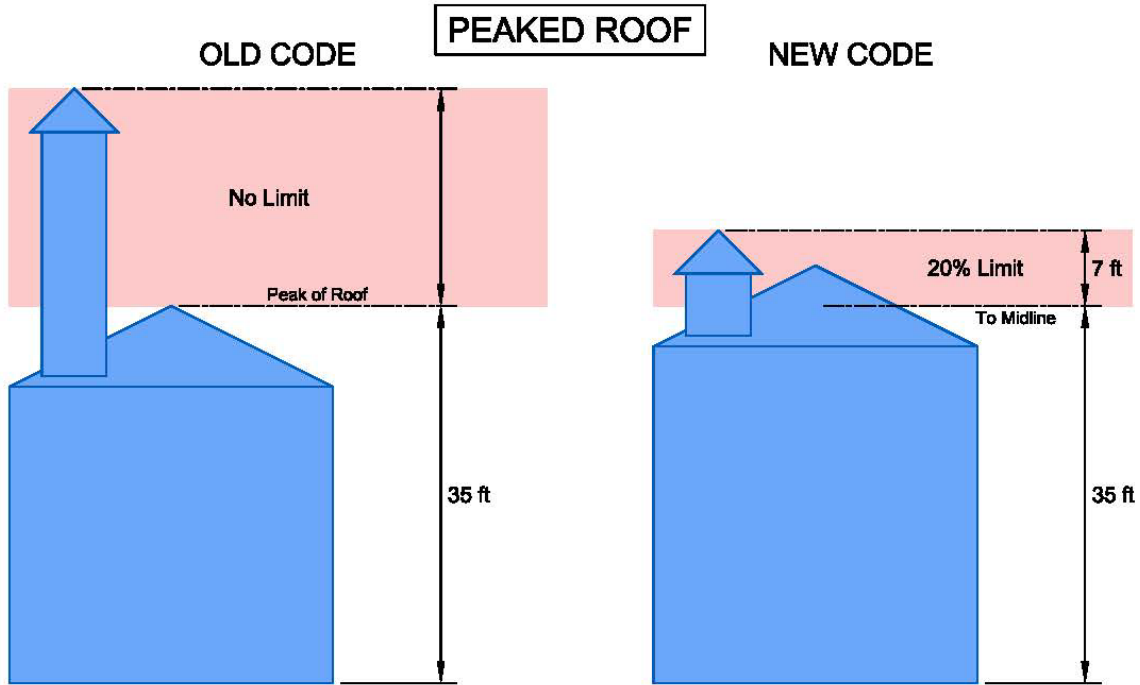 PEAKED ROOF
OLD CODE
NEW CODE
No Limit
Peak of Roof
35 ft
20% Limit
7 ft
To Midline
35 ft